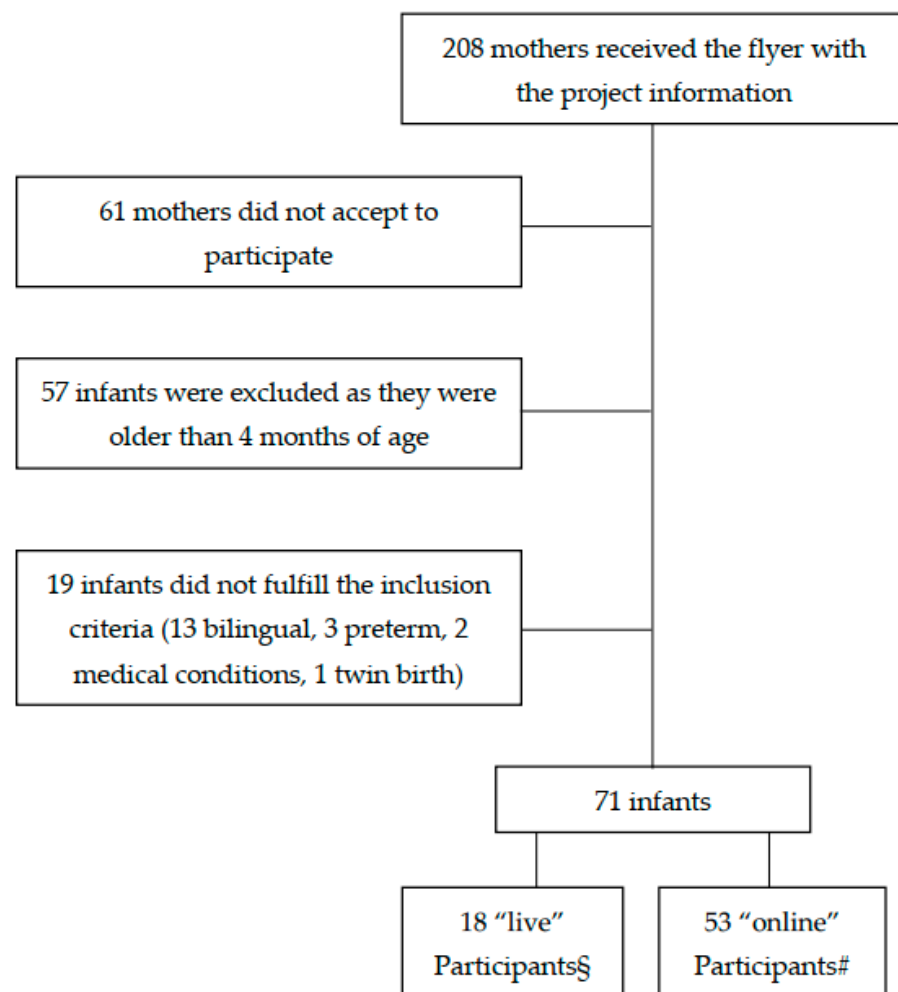 208 mothers received the flyer with
the project information
61 mothers did not accept to
participate
57 infants were excluded as they were
older than 4 months of age
19 infants did not fulfill the inclusion
criteria (13 bilingual, 3 preterm, 2
medical conditions, 1 twin birth)
71 infants
18 “live”
Participants§
53 “online”
Participants#